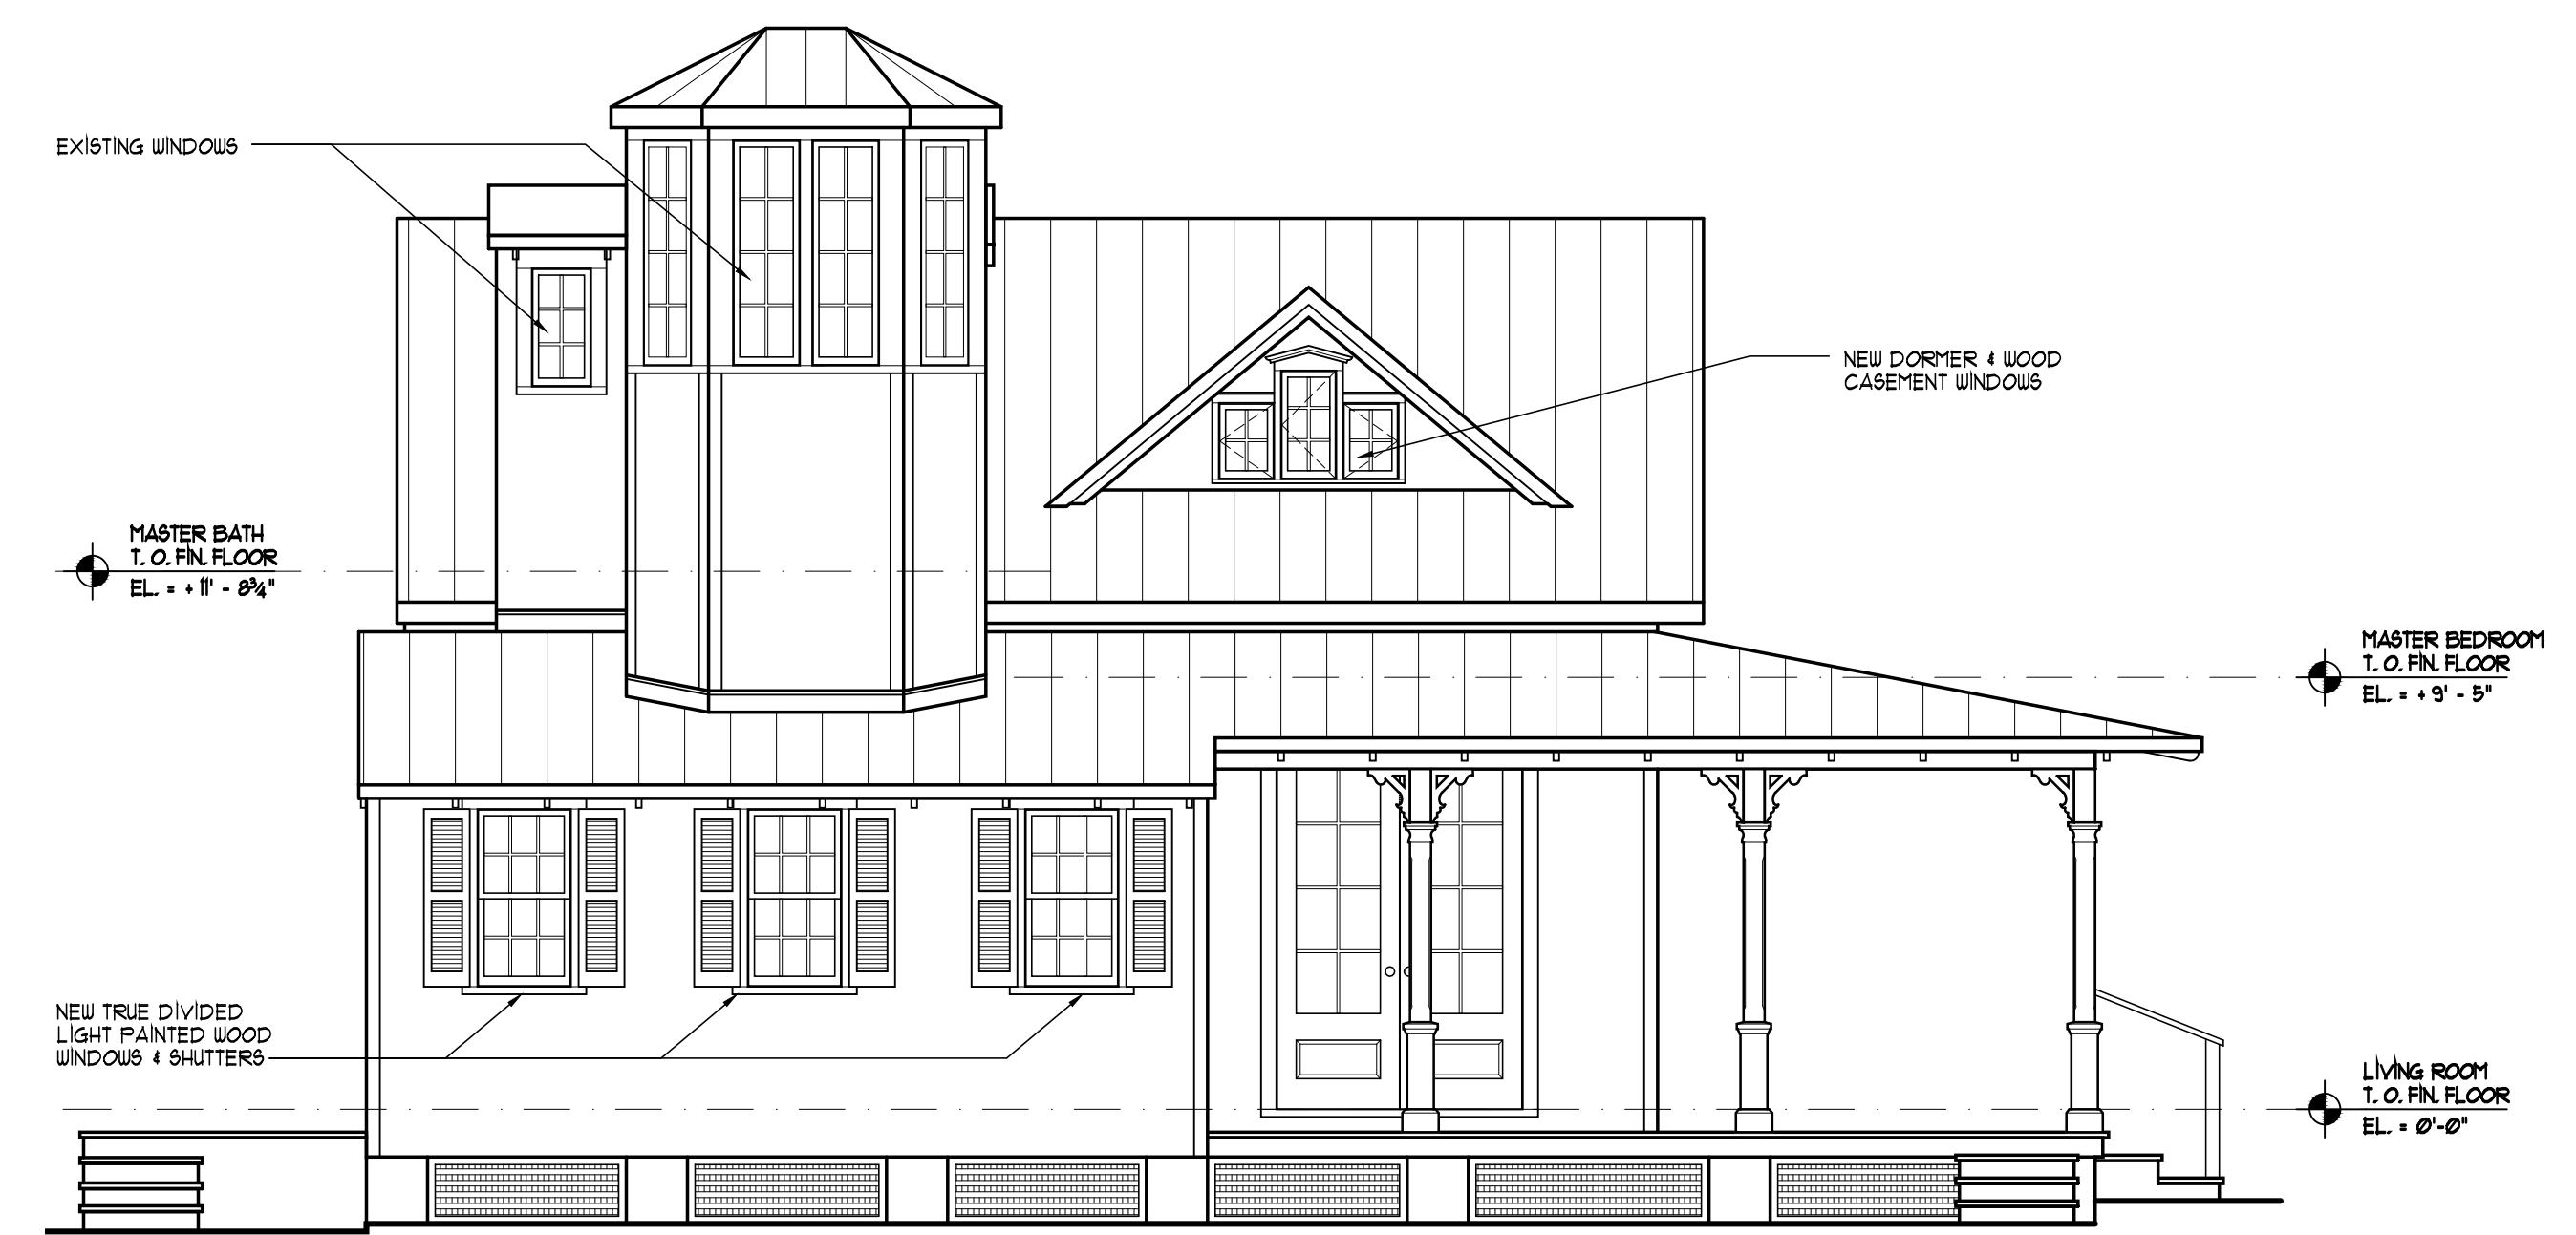 EXISTING WINDOWS
NEW DORMER & WOOD
CASEMENT WINDOWS
MASTER BATH
T. O. FIN. FLOOR
EL. = + 11' - 8¾"
MASTER BEDROOM
T. O. FIN. FLOOR
EL. = + 9' - 5"
NEW TRUE DIVIDED
LIGHT PAINTED WOOD
WINDOWS & SHUTTERS
LIVING ROOM
T. O. FIN. FLOOR
EL. = 0'-0"